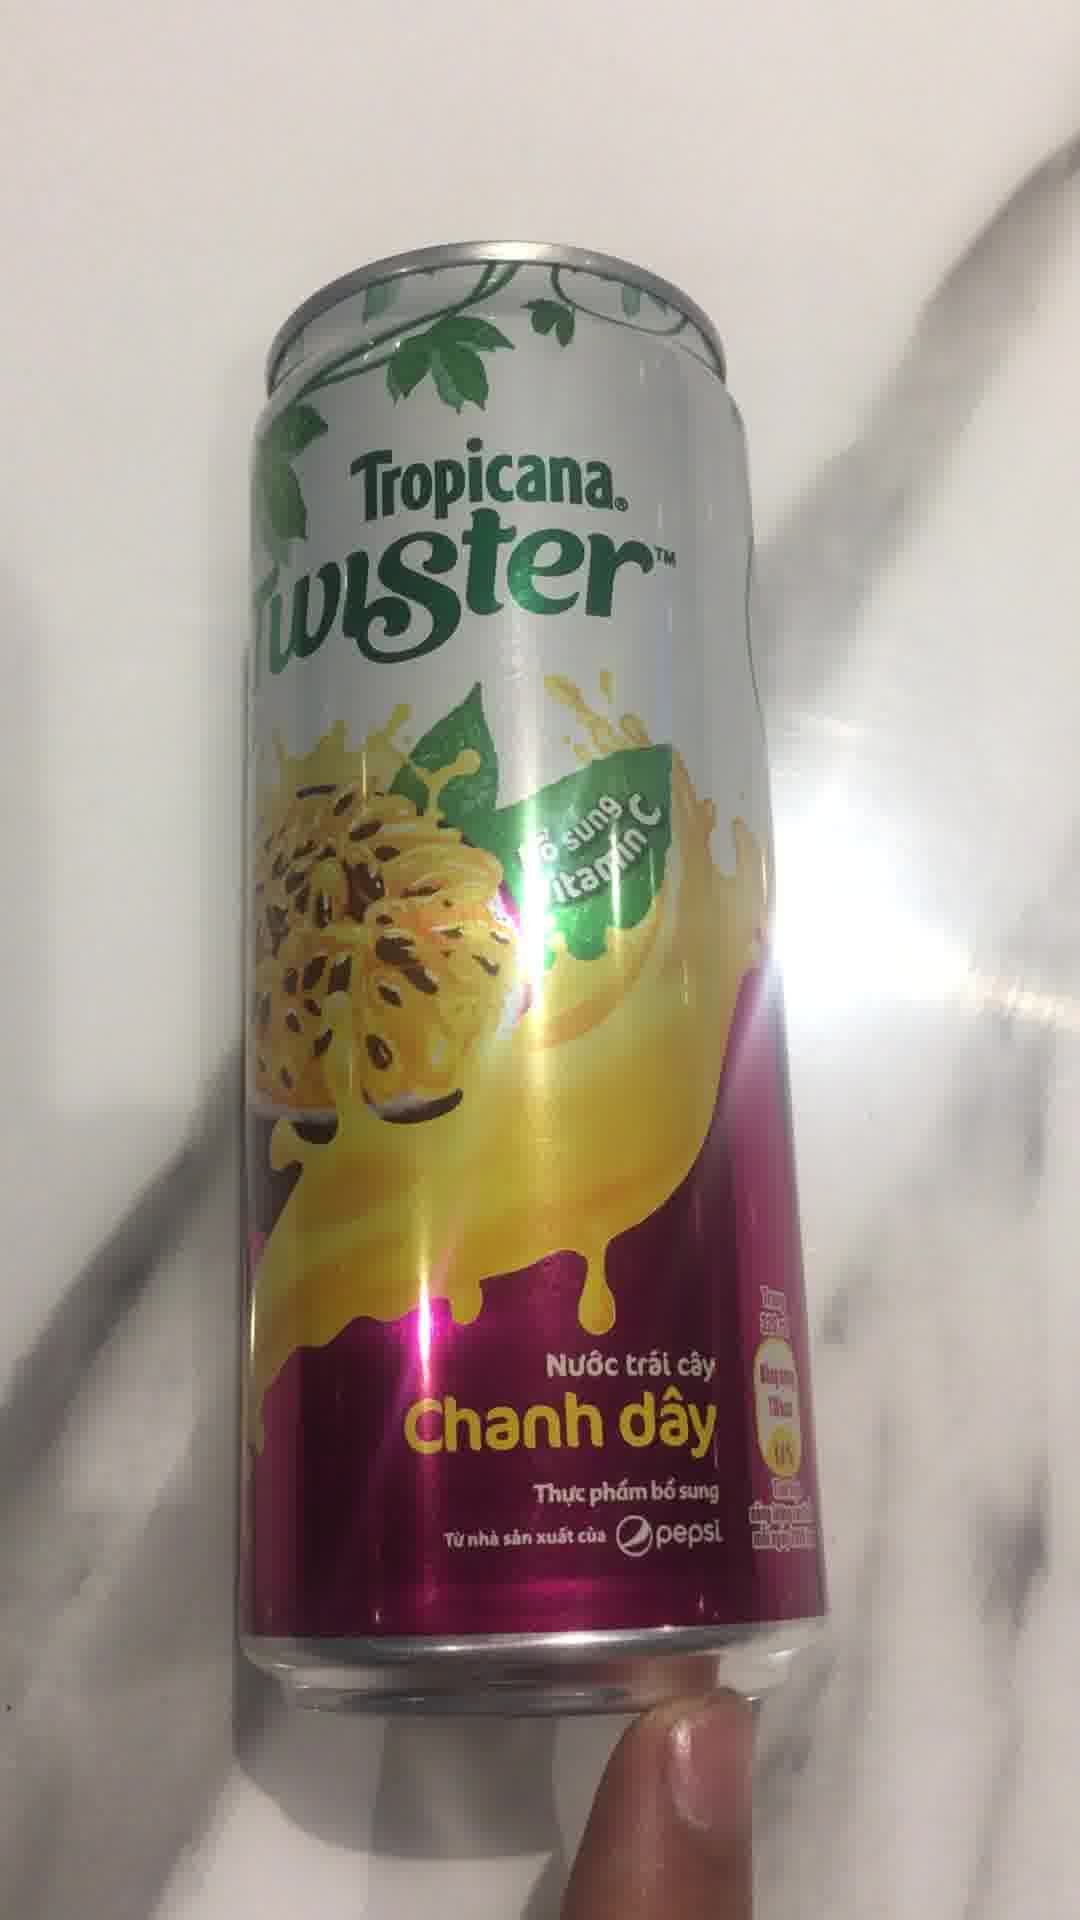 Tropicana®
Twister™
Bổ sung
vitamin C
Nước trái cây
Chanh dây
Thực phẩm bổ sung
Từ nhà sản xuất của pepsi